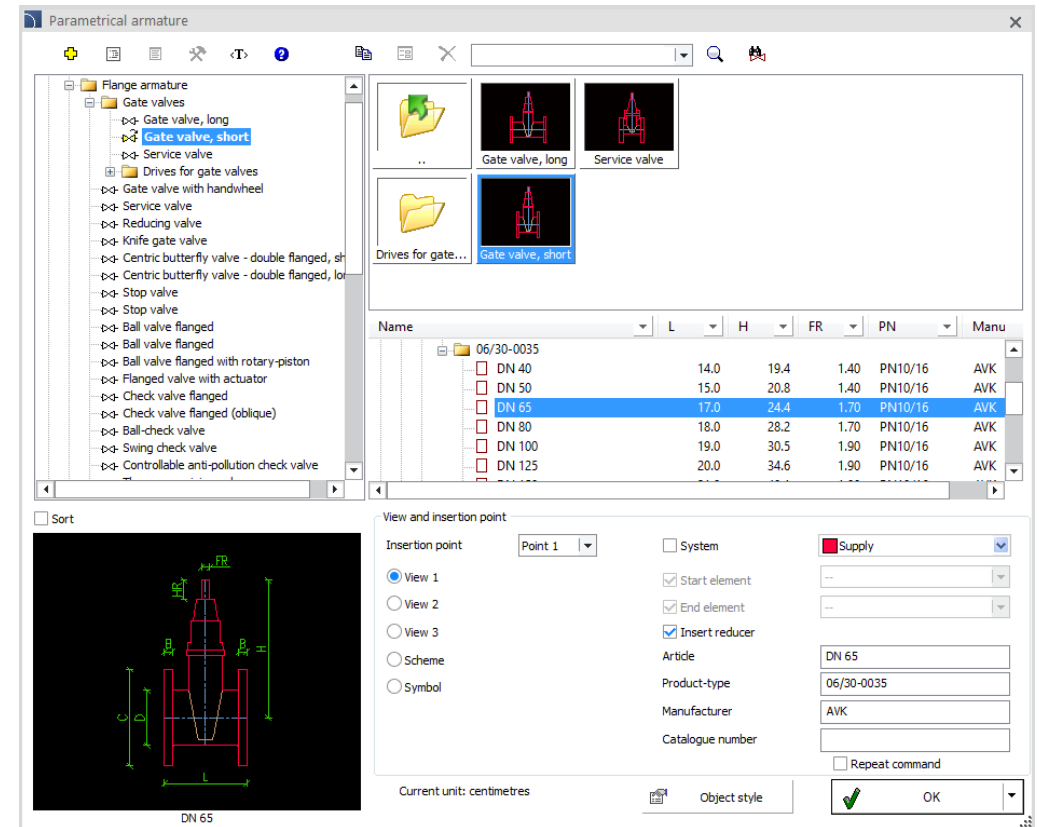 Parametrical armature
<T>
Flange armature
Gate valves
Gate valve, long
Gate valve, short
Service valve
Drives for gate valves
Gate valve with handwheel
Service valve
Reducing valve
Knife gate valve
Centric butterfly valve - double flanged, sh
Centric butterfly valve - double flanged, lon
Stop valve
Stop valve
Ball valve flanged
Ball valve flanged
Ball valve flanged with rotary-piston
Flanged valve with actuator
Check valve flanged
Check valve flanged (oblique)
Ball-check valve
Swing check valve
Controllable anti-pollution check valve
..
Gate valve, long
Service valve
Drives for gate...
Gate valve, short
Name L H FR PN Manu
06/30-0035
DN 40 14.0 19.4 1.40 PN10/16 AVK
DN 50 15.0 20.8 1.40 PN10/16 AVK
DN 65 17.0 24.4 1.70 PN10/16 AVK
DN 80 18.0 28.2 1.70 PN10/16 AVK
DN 100 19.0 30.5 1.90 PN10/16 AVK
DN 125 20.0 34.6 1.90 PN10/16 AVK
Sort
FR
HR
B
B
H
C
D
L
DN 65
View and insertion point
Insertion point Point 1
View 1
View 2
View 3
Scheme
Symbol
System Supply
Start element --
End element --
Insert reducer
Article DN 65
Product-type 06/30-0035
Manufacturer AVK
Catalogue number
Repeat command
Current unit: centimetres
Object style
OK